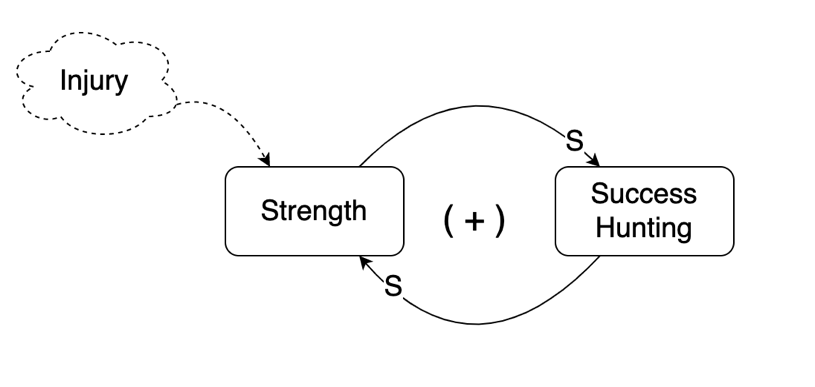 Injury
S
Strength
( + )
Success
Hunting
S